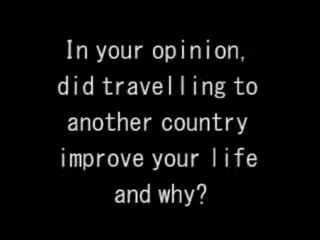 In your opinion,
did travelling to
another country
improve your life
and why?